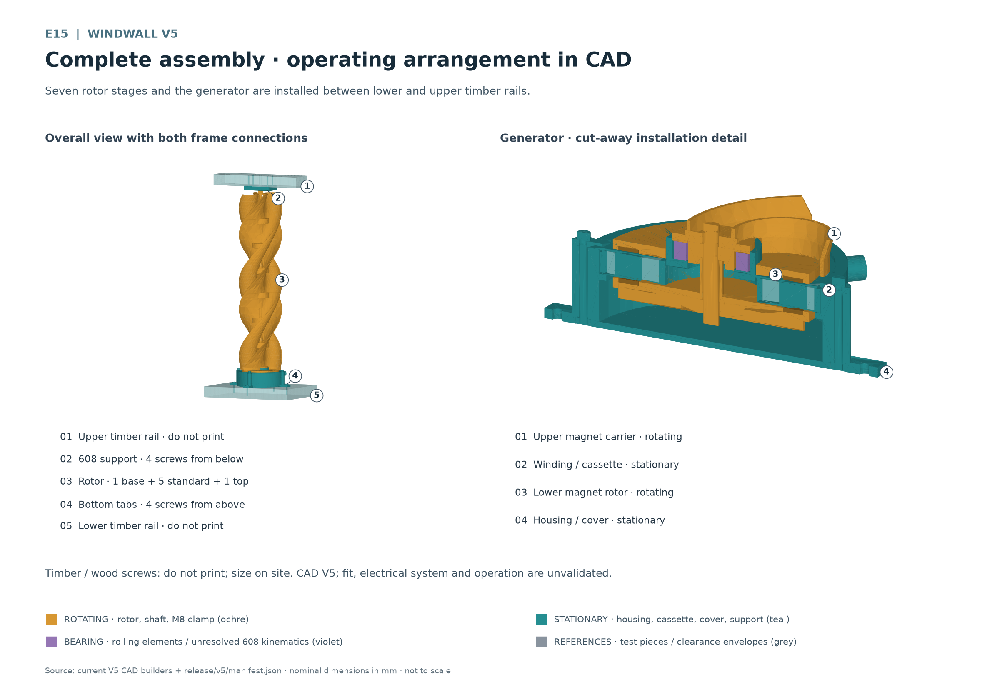 E15 | WINDWALL V5
Complete assembly · operating arrangement in CAD
Seven rotor stages and the generator are installed between lower and upper timber rails.
Overall view with both frame connections
1
2
3
4
5
01 Upper timber rail · do not print
02 608 support · 4 screws from below
03 Rotor · 1 base + 5 standard + 1 top
04 Bottom tabs · 4 screws from above
05 Lower timber rail · do not print
Generator · cut-away installation detail
1
3
2
4
01 Upper magnet carrier · rotating
02 Winding / cassette · stationary
03 Lower magnet rotor · rotating
04 Housing / cover · stationary
Timber / wood screws: do not print; size on site. CAD V5; fit, electrical system and operation are unvalidated.
ROTATING · rotor, shaft, M8 clamp (ochre)
STATIONARY · housing, cassette, cover, support (teal)
BEARING · rolling elements / unresolved 608 kinematics (violet)
REFERENCES · test pieces / clearance envelopes (grey)
Source: current V5 CAD builders + release/v5/manifest.json · nominal dimensions in mm · not to scale